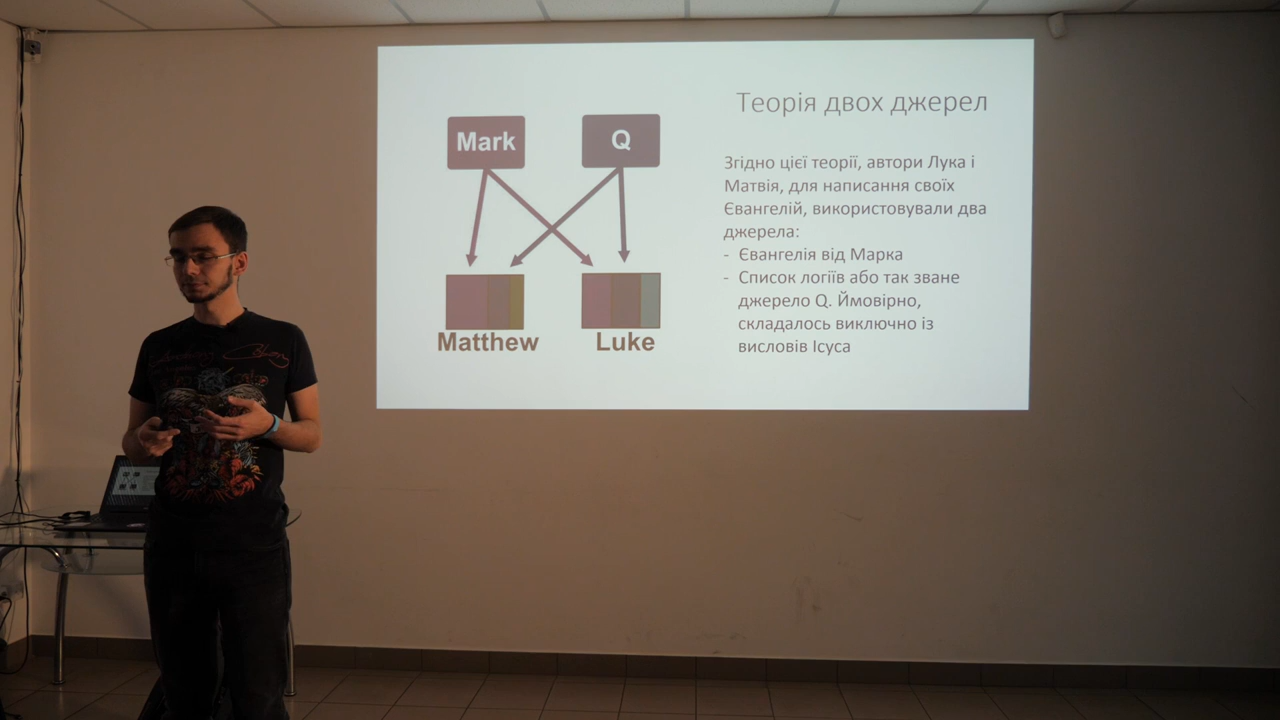 Теорія двох джерел
Mark
Q
Matthew
Luke
Згідно цієї теорії, автори Лука і
Матвія, для написання своїх
Євангелій, використовували два
джерела:
- Євангелія від Марка
- Список логіїв або так зване
джерело Q. Ймовірно,
складалось виключно із
висловів Ісуса